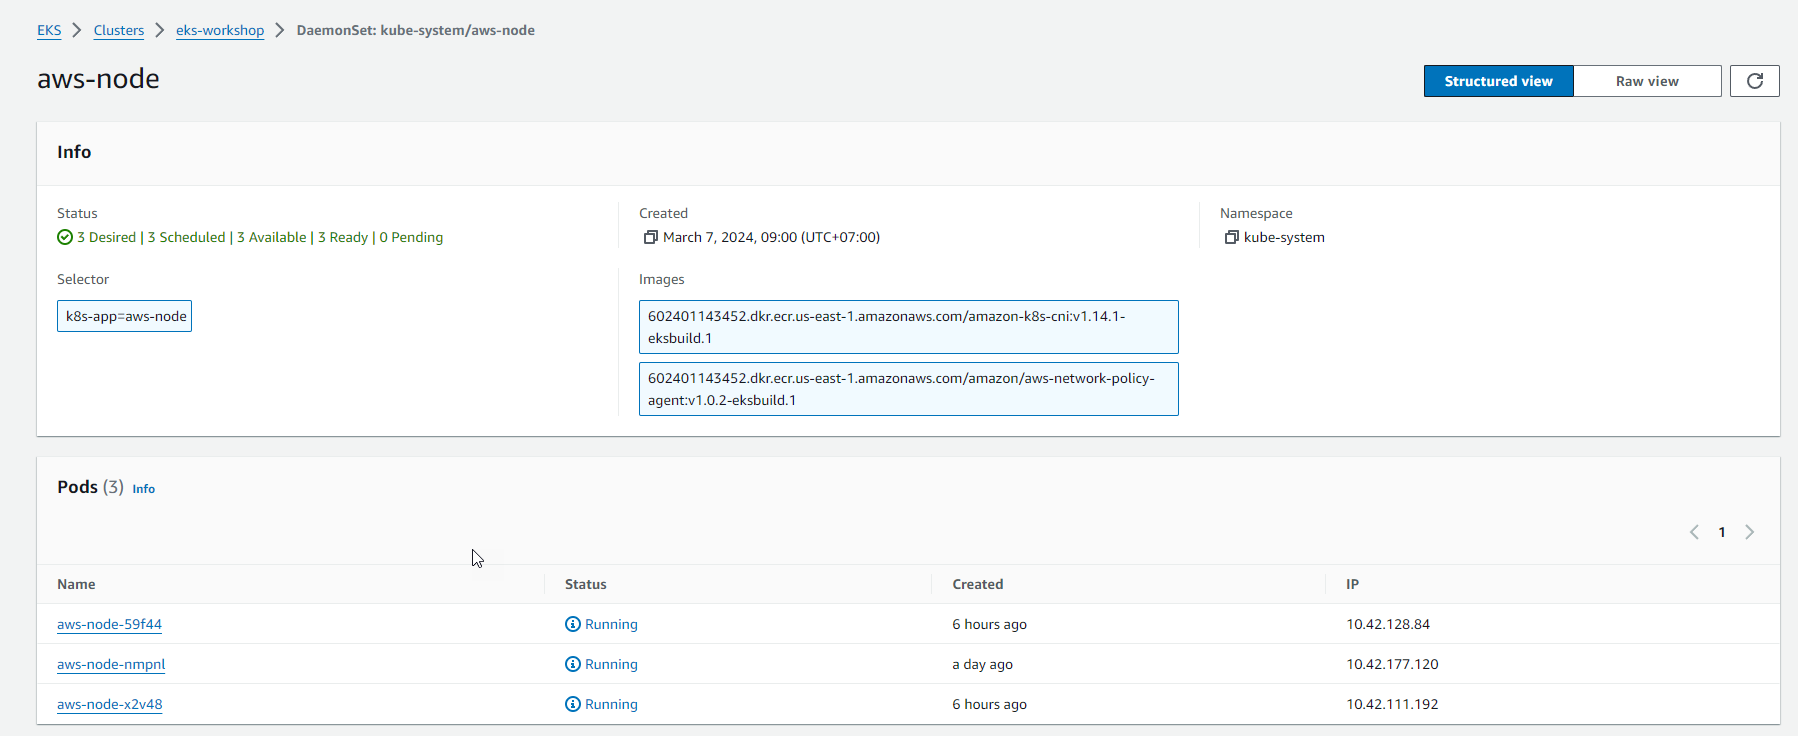 EKS > Clusters > eks-workshop > DaemonSet: kube-system/aws-node
aws-node
Structured view Raw view
Info
Status Created Namespace
3 Desired | 3 Scheduled | 3 Available | 3 Ready | 0 Pending March 7, 2024, 09:00 (UTC+07:00) kube-system
Selector Images
k8s-app=aws-node
602401143452.dkr.ecr.us-east-1.amazonaws.com/amazon-k8s-cni:v1.14.1-
eksbuild.1
602401143452.dkr.ecr.us-east-1.amazonaws.com/amazon/aws-network-policy-
agent:v1.0.2-eksbuild.1
Pods (3) Info
1
Name Status Created IP
aws-node-59f44 Running 6 hours ago 10.42.128.84
aws-node-nmpnl Running a day ago 10.42.177.120
aws-node-x2v48 Running 6 hours ago 10.42.111.192